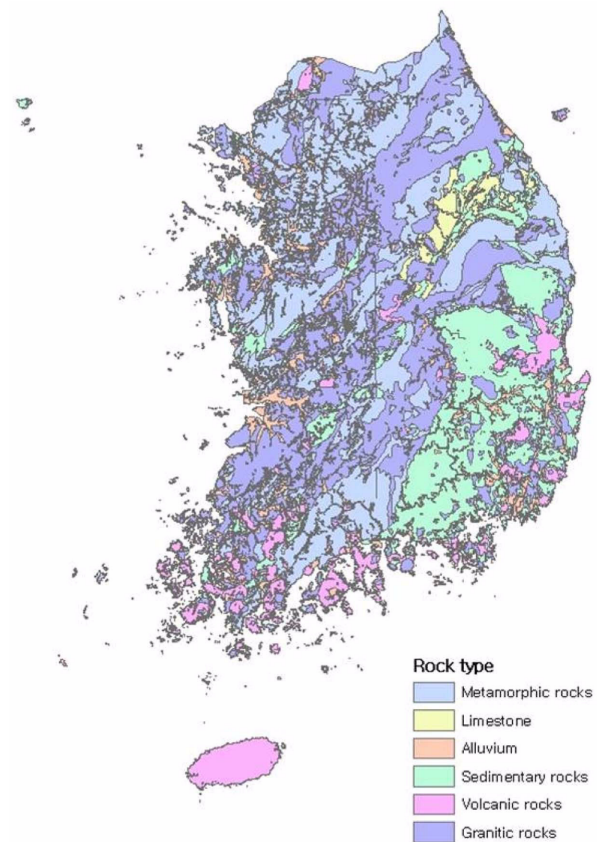 Rock type
Metamorphic rocks
Limestone
Alluvium
Sedimentary rocks
Volcanic rocks
Granitic rocks